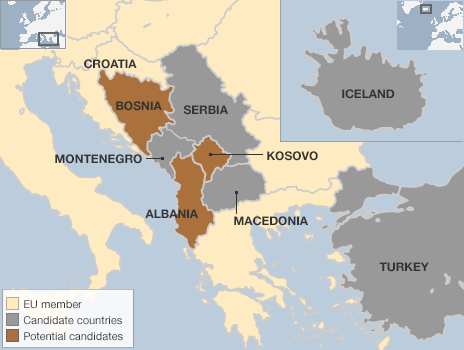 CROATIA
BOSNIA
SERBIA
ICELAND
MONTENEGRO
KOSOVO
ALBANIA
MACEDONIA
TURKEY
EU member
Candidate countries
Potential candidates